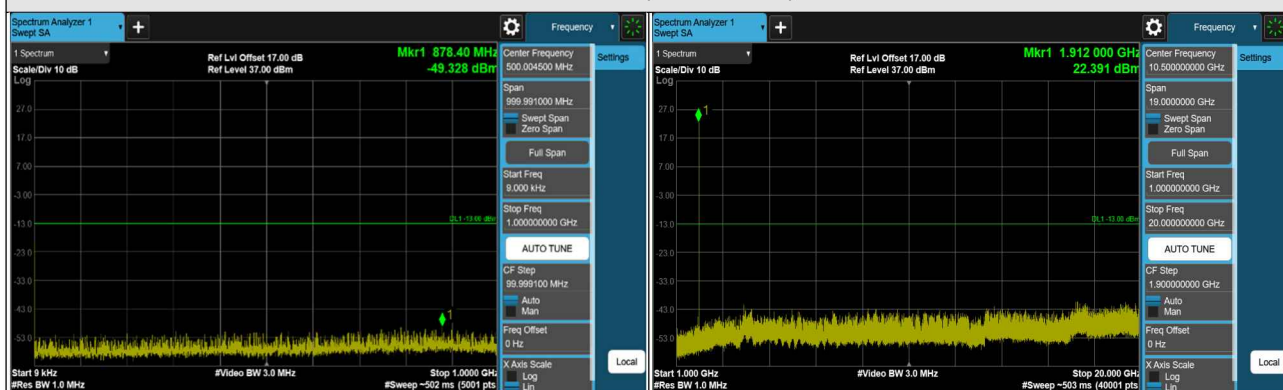 Spectrum Analyzer 1
Swept SA
+
Frequency
1 Spectrum
Scale/Div 10 dB
Log
Ref Lvl Offset 17.00 dB
Ref Level 37.00 dBm
Mkr1 878.40 MHz
-49.328 dBm
27.0
17.0
7.00
-3.00
-13.0
-23.0
-33.0
-43.0
-53.0
1
DL1 -13.00 dBm
Start 9 kHz
#Res BW 1.0 MHz
#Video BW 3.0 MHz
Stop 1.0000 GHz
#Sweep ~502 ms (5001 pts
Center Frequency
500.004500 MHz
Span
999.991000 MHz
Swept Span
Zero Span
Full Span
Start Freq
9.000 kHz
Stop Freq
1.000000000 GHz
AUTO TUNE
CF Step
99.999100 MHz
Auto
Man
Freq Offset
0 Hz
X Axis Scale
Log
Lin
Settings
Local
Spectrum Analyzer 1
Swept SA
+
Frequency
1 Spectrum
Scale/Div 10 dB
Log
Ref Lvl Offset 17.00 dB
Ref Level 37.00 dBm
Mkr1 1.912 000 GHz
22.391 dBm
27.0
17.0
7.00
-3.00
-13.0
-23.0
-33.0
-43.0
-53.0
1
DL1 -13.00 dBm
Start 1.000 GHz
#Res BW 1.0 MHz
#Video BW 3.0 MHz
Stop 20.000 GHz
#Sweep ~503 ms (40001 pts
Center Frequency
10.500000000 GHz
Span
19.0000000 GHz
Swept Span
Zero Span
Full Span
Start Freq
1.000000000 GHz
Stop Freq
20.000000000 GHz
AUTO TUNE
CF Step
1.900000000 GHz
Auto
Man
Freq Offset
0 Hz
X Axis Scale
Log
Lin
Settings
Local